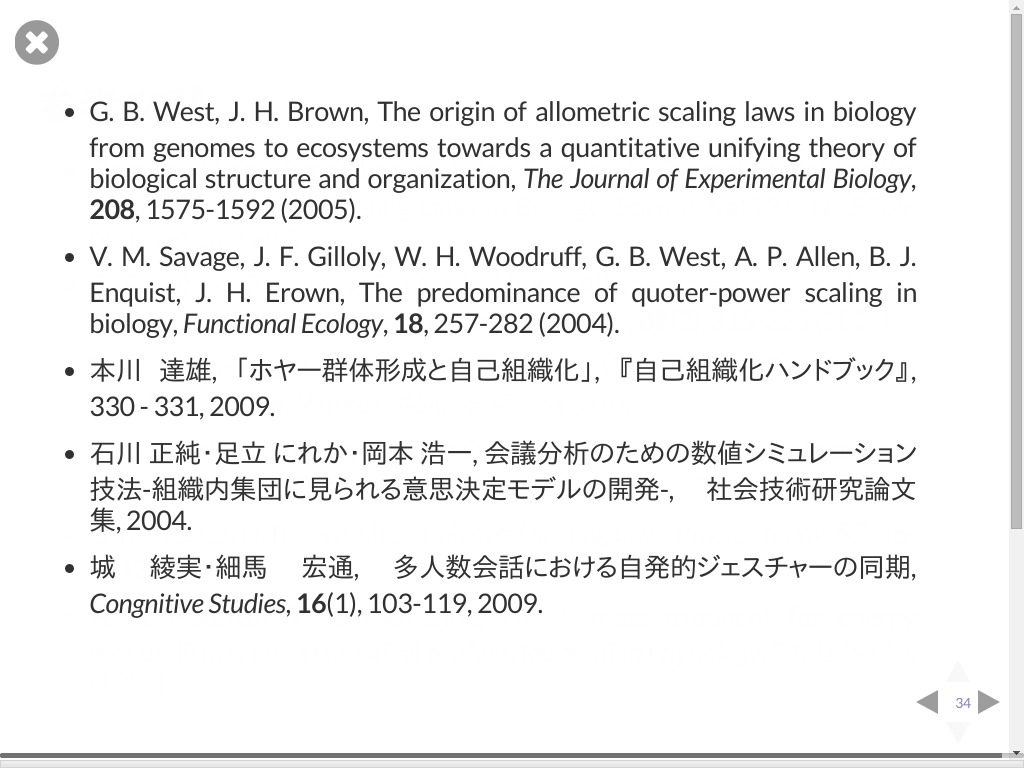 • G. B. West, J. H. Brown, The origin of allometric scaling laws in biology
from genomes to ecosystems towards a quantitative unifying theory of
biological structure and organization, The Journal of Experimental Biology,
208, 1575-1592 (2005).
• V. M. Savage, J. F. Gilloly, W. H. Woodruff, G. B. West, A. P. Allen, B. J.
Enquist, J. H. Erown, The predominance of quoter-power scaling in
biology, Functional Ecology, 18, 257-282 (2004).
• 本川 達雄, 「ホヤー群体形成と自己組織化」, 『自己組織化ハンドブック』,
330 - 331, 2009.
• 石川 正純・足立 にれか・岡本 浩一, 会議分析のための数値シミュレーション
技法-組織内集団に見られる意思決定モデルの開発-, 社会技術研究論文
集, 2004.
• 城 綾実・細馬 宏通, 多人数会話における自発的ジェスチャーの同期,
Congnitive Studies, 16(1), 103-119, 2009.
34